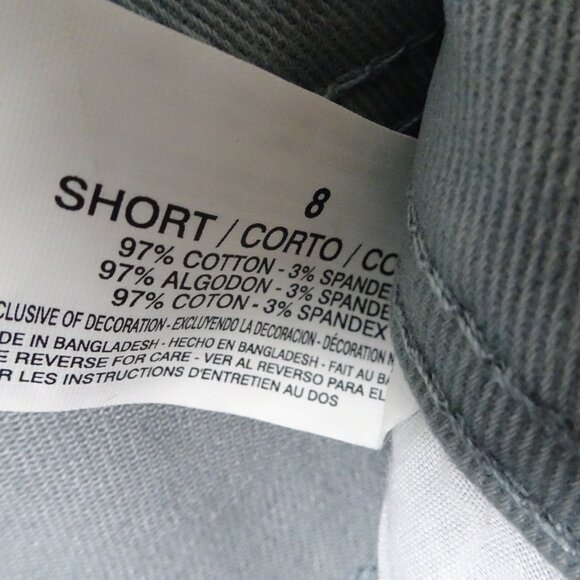 8
SHORT / CORTO / CO
97% COTTON - 3% SPANDE
97% ALGODON - 3% SPANDE
97% COTON - 3% SPANDEX
CLUSIVE OF DECORATION - EXCLUYENDO LA DECORACION - DÉCORATION N
DE IN BANGLADESH - HECHO EN BANGLADESH - FAIT AU BA
E REVERSE FOR CARE - VER AL REVERSO PARA EL
R LES INSTRUCTIONS D'ENTRETIEN AU DOS